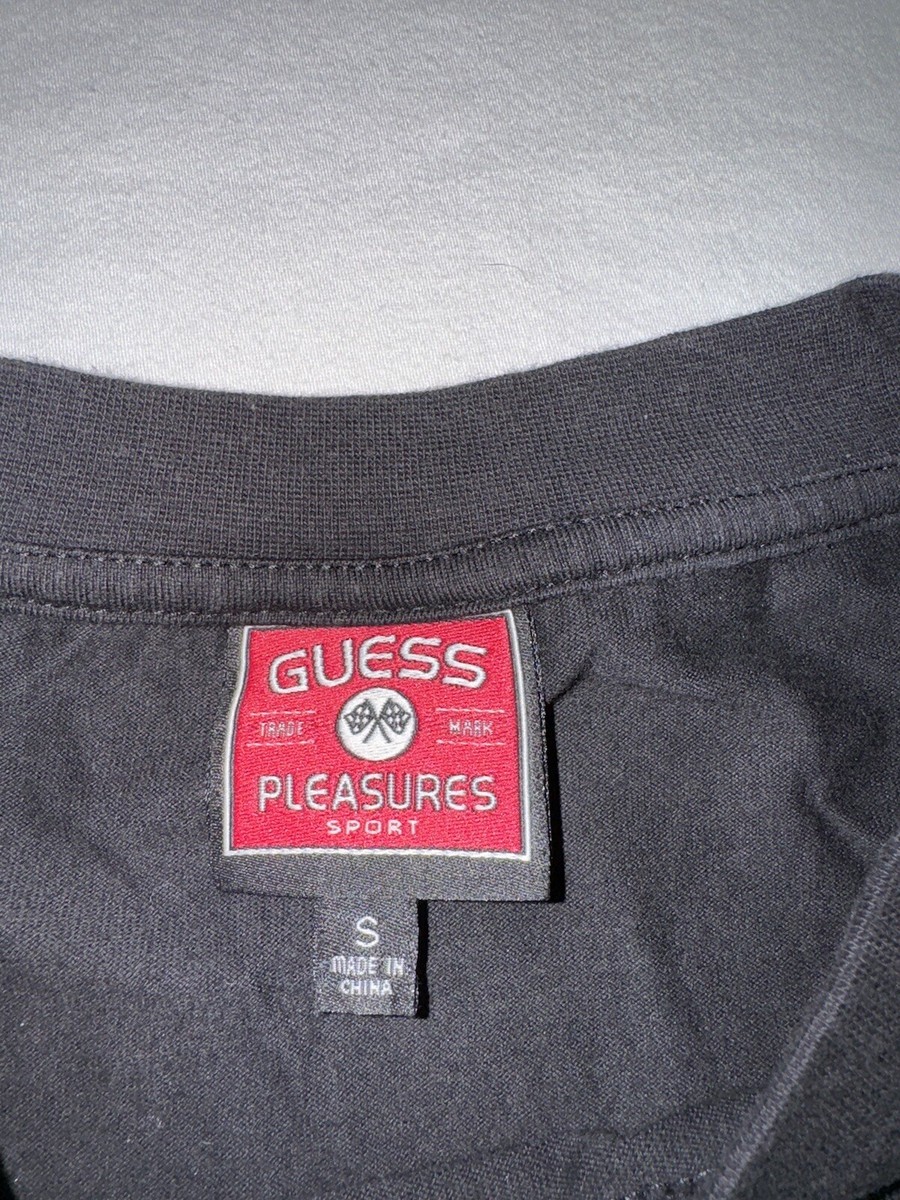 GUESS
TRADE MARK
PLEASURES
SPORT
S
MADE IN
CHINA